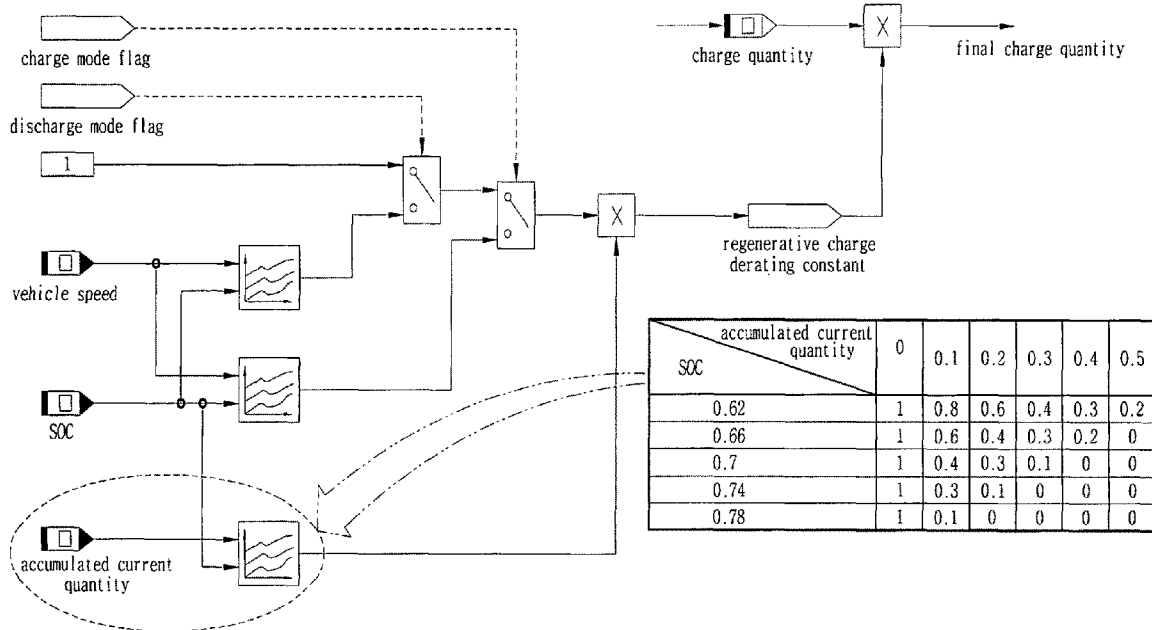 charge mode flag
discharge mode flag
1
vehicle speed
SOC
accumulated current
quantity
X
regenerative charge
derating constant
charge quantity
X
final charge quantity
accumulated current
quantity
SOC
0 0.1 0.2 0.3 0.4 0.5
0.62 1 0.8 0.6 0.4 0.3 0.2
0.66 1 0.6 0.4 0.3 0.2 0
0.7 1 0.4 0.3 0.1 0 0
0.74 1 0.3 0.1 0 0 0
0.78 1 0.1 0 0 0 0